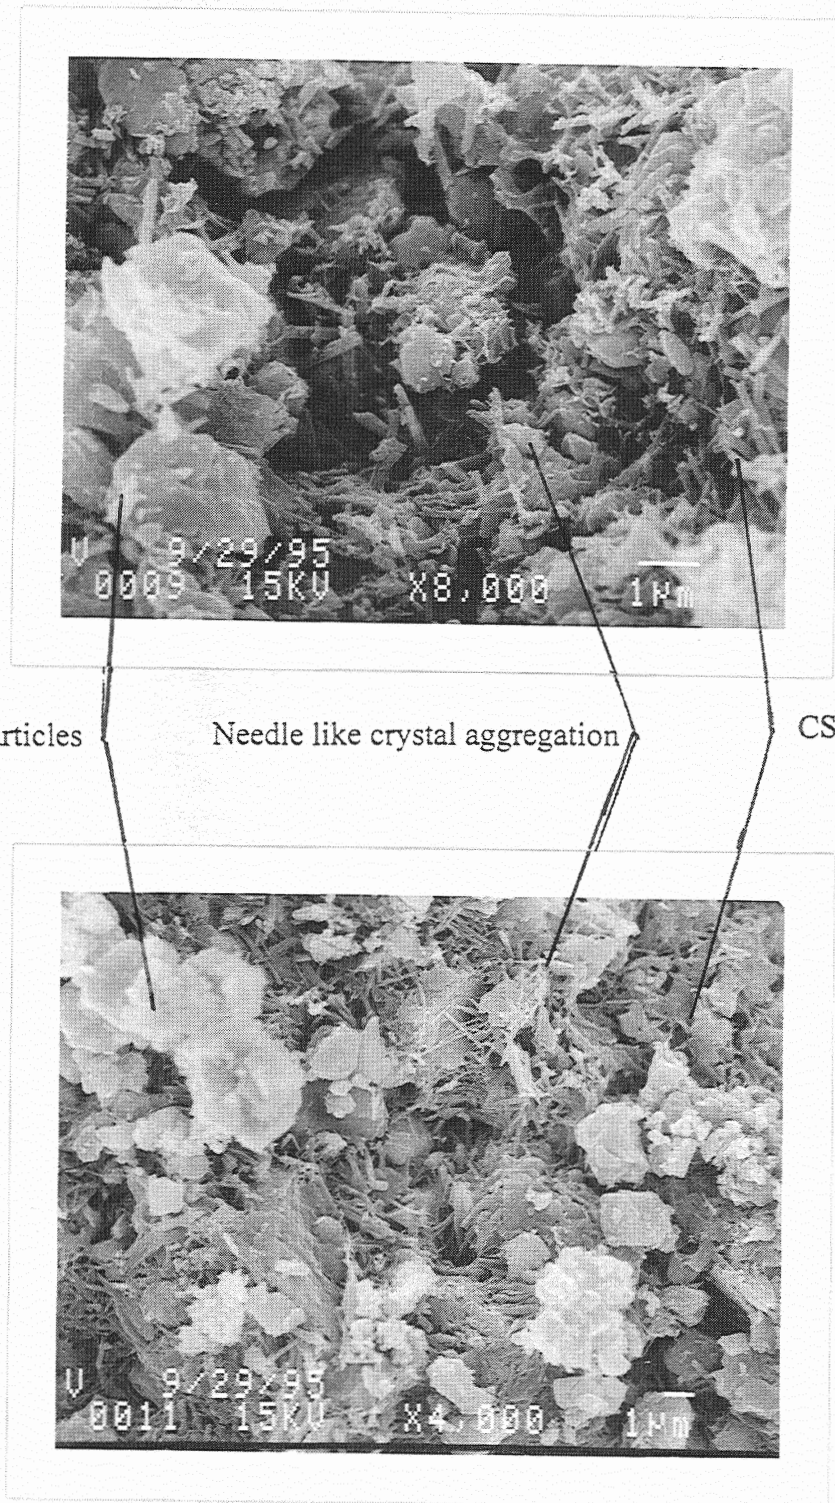 V 9/29/95
0009 15KV X8,000 1µm
rticles Needle like crystal aggregation CS
V 9/29/95
0011 15KV X4,000 1µm